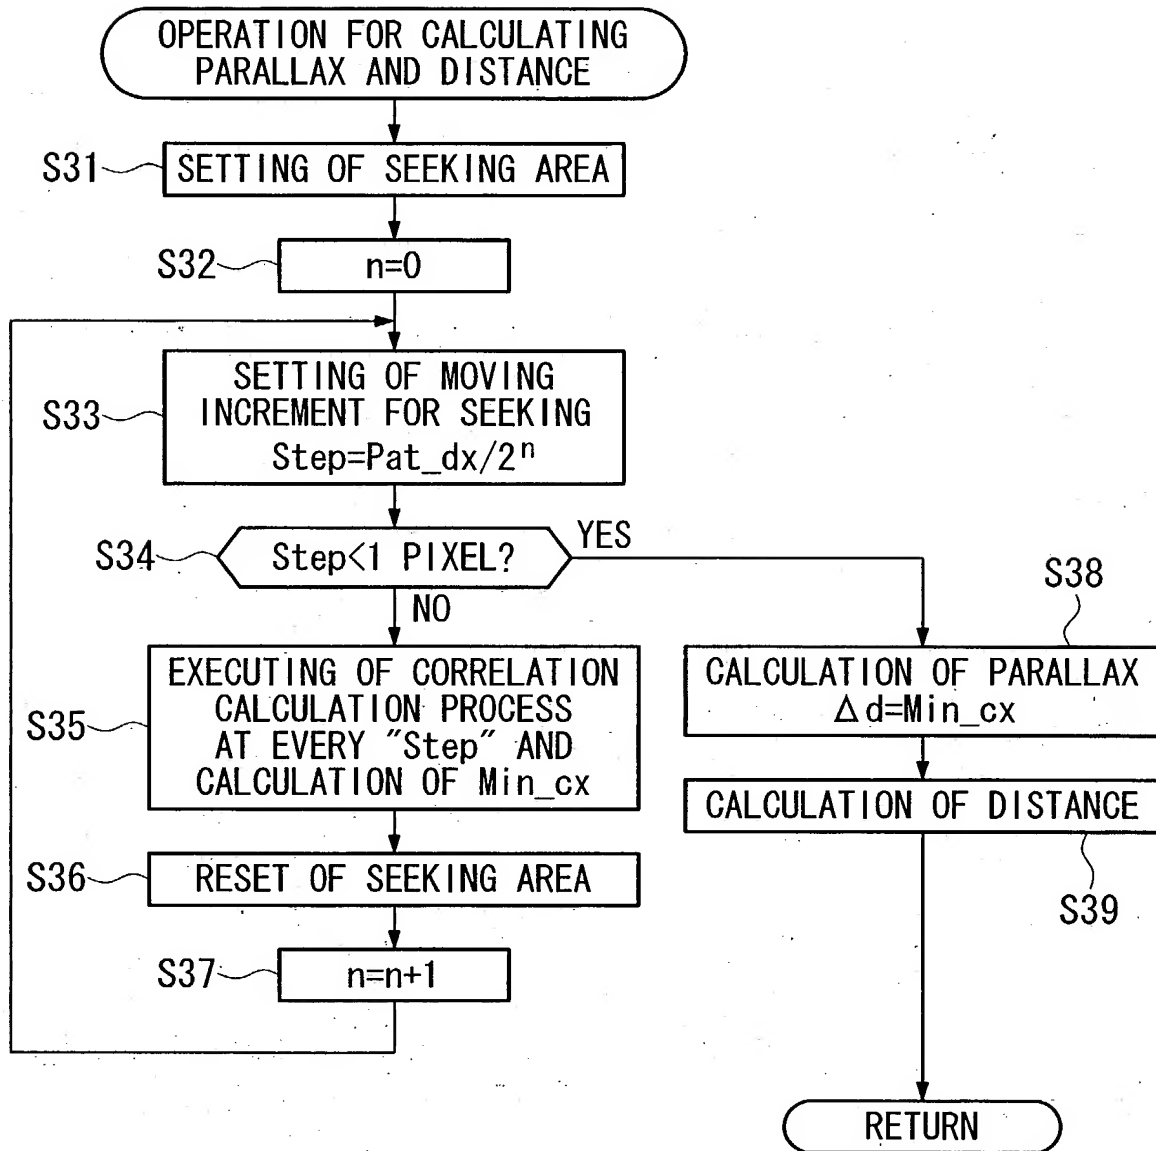 OPERATION FOR CALCULATING
PARALLAX AND DISTANCE
S31
SETTING OF SEEKING AREA
S32
n=0
S33
SETTING OF MOVING
INCREMENT FOR SEEKING
Step=Pat_dx/2ⁿ
S34
Step<1 PIXEL?
YES
NO
S35
EXECUTING OF CORRELATION
CALCULATION PROCESS
AT EVERY "Step" AND
CALCULATION OF Min_cx
S36
RESET OF SEEKING AREA
S37
n=n+1
S38
CALCULATION OF PARALLAX
Δd=Min_cx
CALCULATION OF DISTANCE
S39
RETURN